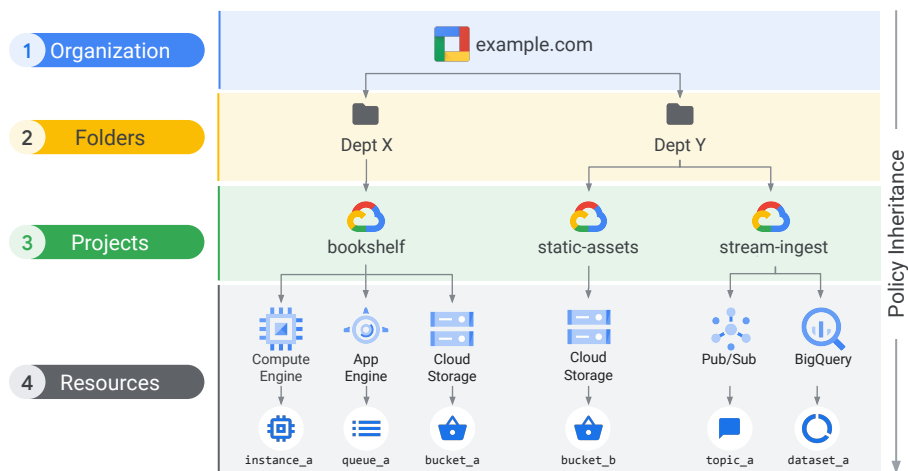 1 Organization
example.com
2 Folders
Dept X
Dept Y
3 Projects
bookshelf
static-assets
stream-ingest
4 Resources
Compute
Engine
App
Engine
Cloud
Storage
Cloud
Storage
Pub/Sub
BigQuery
instance_a
queue_a
bucket_a
bucket_b
topic_a
dataset_a
Policy Inheritance